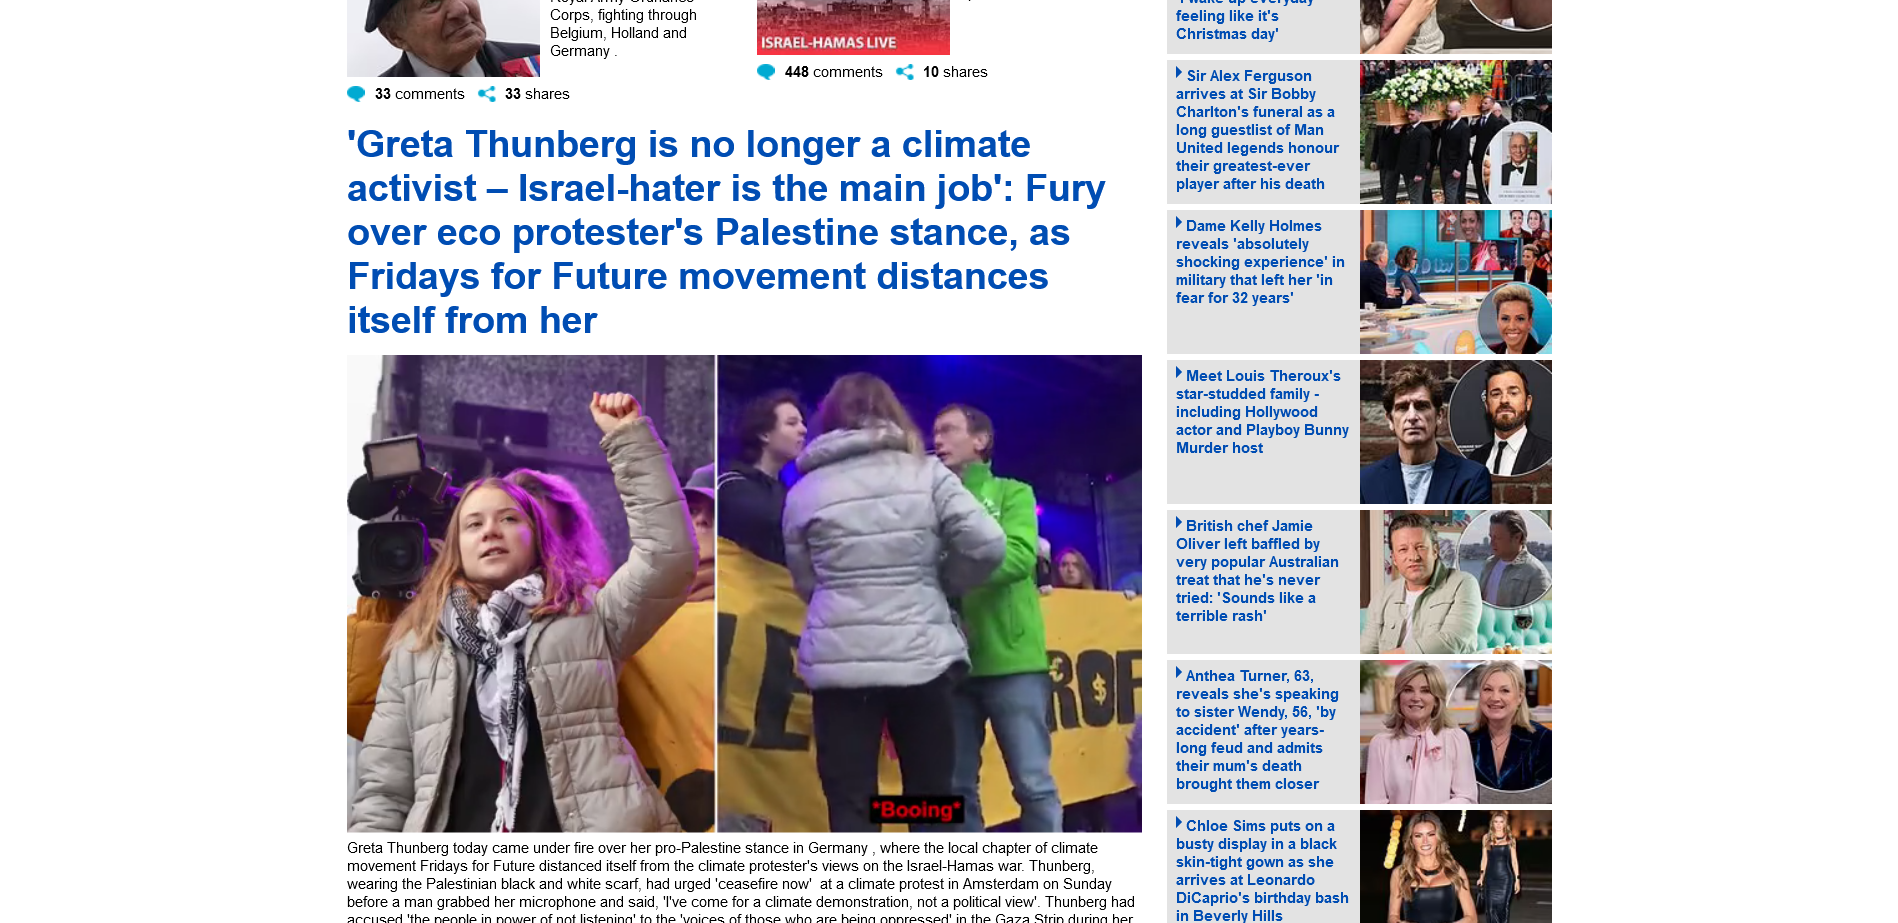 Corps, fighting through
Belgium, Holland and
Germany .
33 comments 33 shares
ISRAEL-HAMAS LIVE
448 comments 10 shares
'Greta Thunberg is no longer a climate
activist – Israel-hater is the main job': Fury
over eco protester's Palestine stance, as
Fridays for Future movement distances
itself from her
*Booing*
Greta Thunberg today came under fire over her pro-Palestine stance in Germany , where the local chapter of climate
movement Fridays for Future distanced itself from the climate protester's views on the Israel-Hamas war. Thunberg,
wearing the Palestinian black and white scarf, had urged 'ceasefire now'  at a climate protest in Amsterdam on Sunday
before a man grabbed her microphone and said, 'I've come for a climate demonstration, not a political view'. Thunberg had
accused 'the people in power of not listening' to the 'voices of those who are being oppressed' in the Gaza Strip during her
feeling like it's
Christmas day'
Sir Alex Ferguson
arrives at Sir Bobby
Charlton's funeral as a
long guestlist of Man
United legends honour
their greatest-ever
player after his death
Dame Kelly Holmes
reveals 'absolutely
shocking experience' in
military that left her 'in
fear for 32 years'
Meet Louis Theroux's
star-studded family -
including Hollywood
actor and Playboy Bunny
Murder host
British chef Jamie
Oliver left baffled by
very popular Australian
treat that he's never
tried: 'Sounds like a
terrible rash'
Anthea Turner, 63,
reveals she's speaking
to sister Wendy, 56, 'by
accident' after years-
long feud and admits
their mum's death
brought them closer
Chloe Sims puts on a
busty display in a black
skin-tight gown as she
arrives at Leonardo
DiCaprio's birthday bash
in Beverly Hills